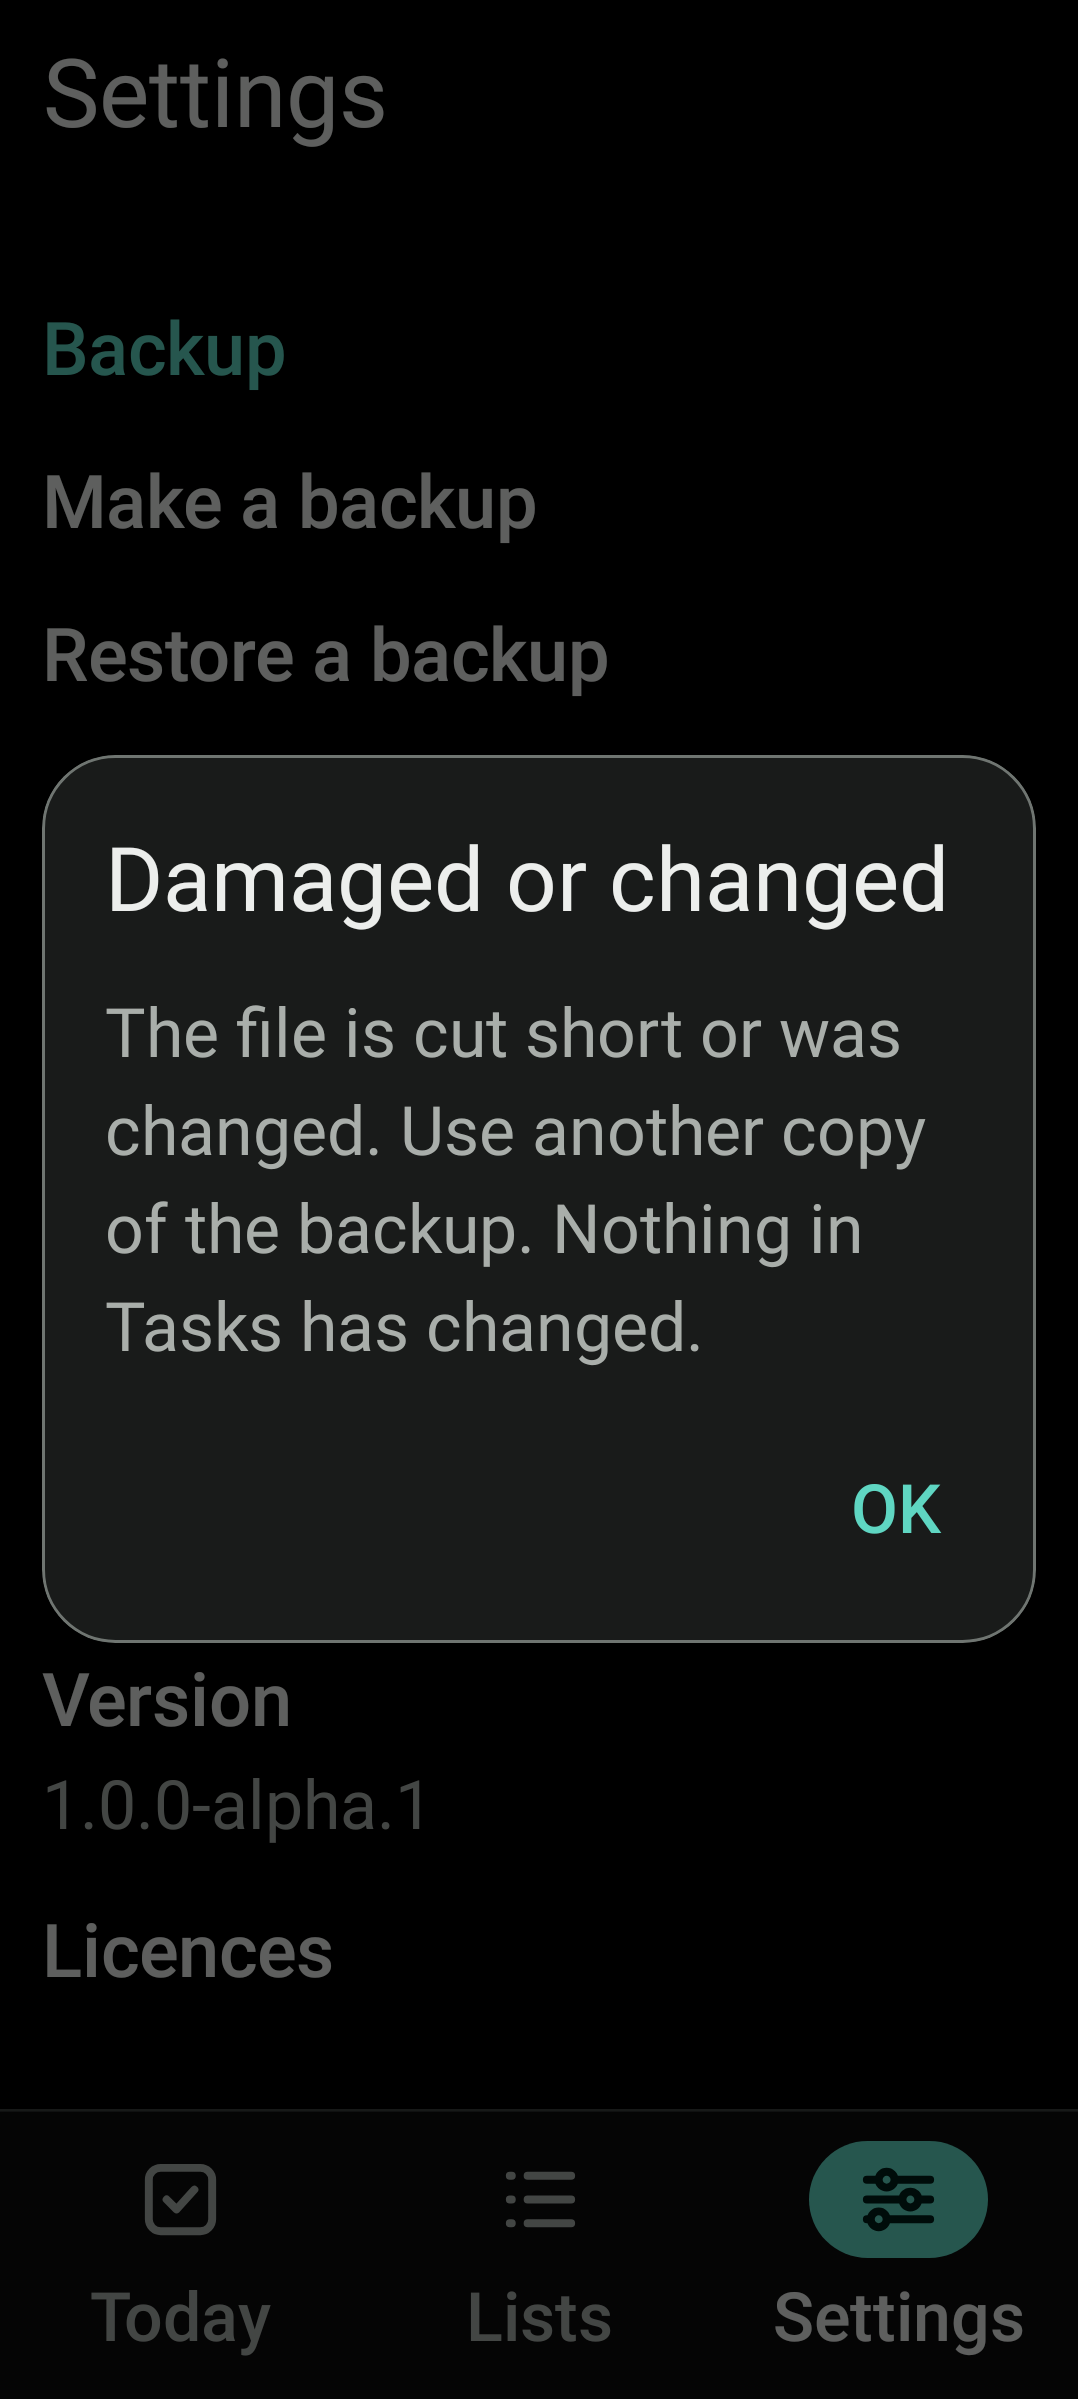 Settings
Backup
Make a backup
Restore a backup
Damaged or changed
The file is cut short or was
changed. Use another copy
of the backup. Nothing in
Tasks has changed.
OK
Version
1.0.0-alpha.1
Licences
Today
Lists
Settings